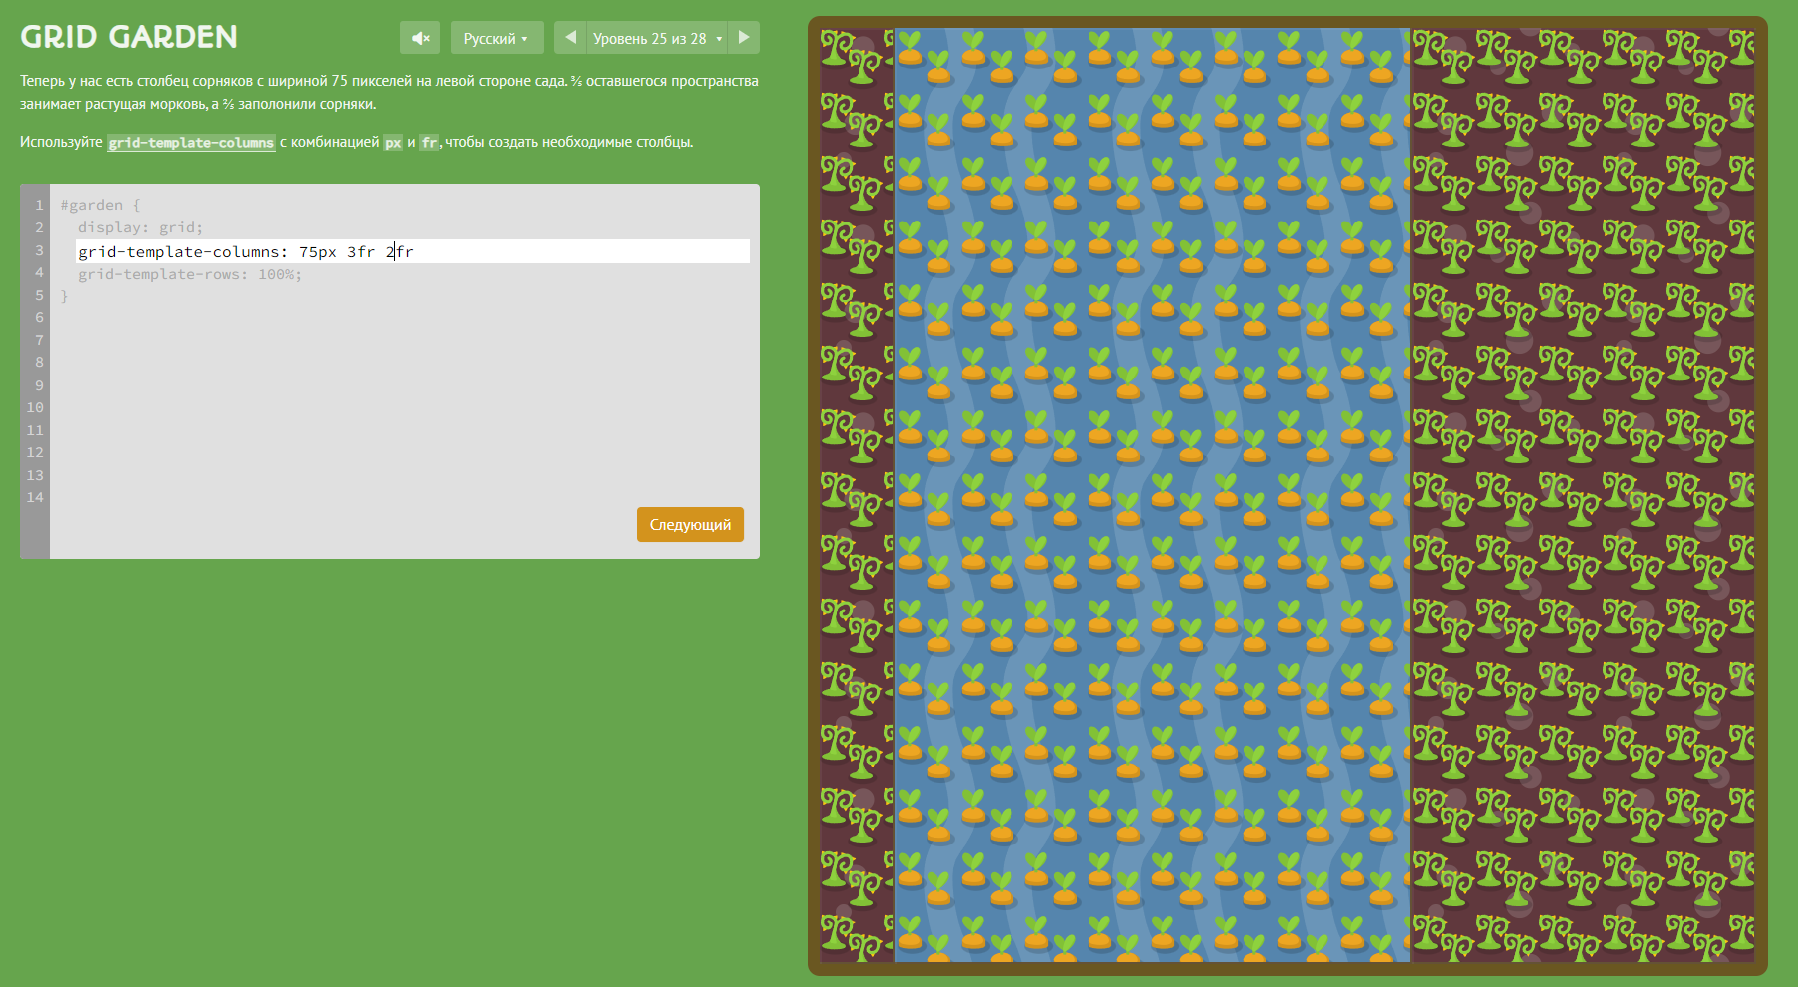 GRID GARDEN
Русский
Уровень 25 из 28
Теперь у нас есть столбец сорняков с шириной 75 пикселей на левой стороне сада. ⅗ оставшегося пространства
занимает растущая морковь, а ⅖ заполонили сорняки.
Используйте grid-template-columns с комбинацией px и fr, чтобы создать необходимые столбцы.
1 #garden {
2 display: grid;
3 grid-template-columns: 75px 3fr 2fr
4 grid-template-rows: 100%;
5 }
6
7
8
9
10
11
12
13
14
Следующий